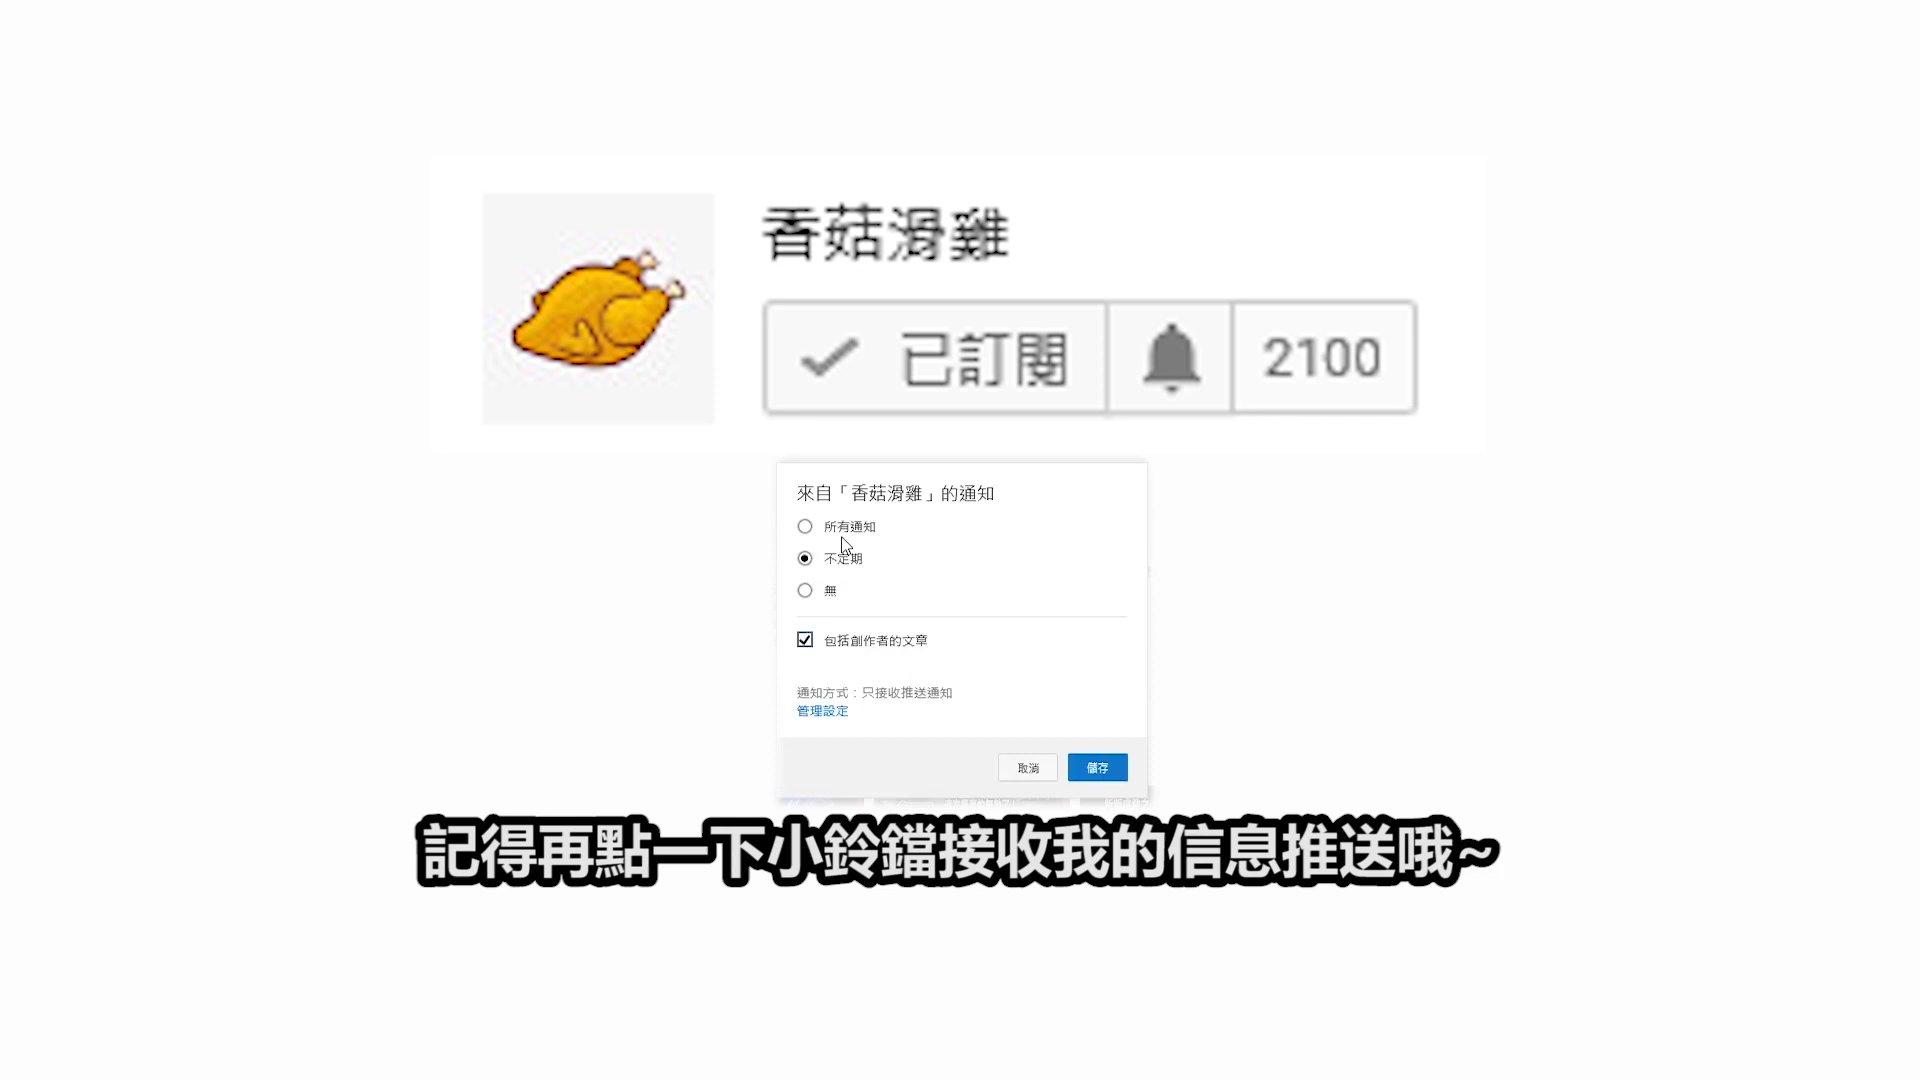 香菇滑雞
已訂閱
2100
來自「香菇滑雞」的通知
所有通知
不定期
無
包括創作者的文章
通知方式：只接收推送通知
管理設定
取消
儲存
記得再點一下小鈴鐺接收我的信息推送哦~